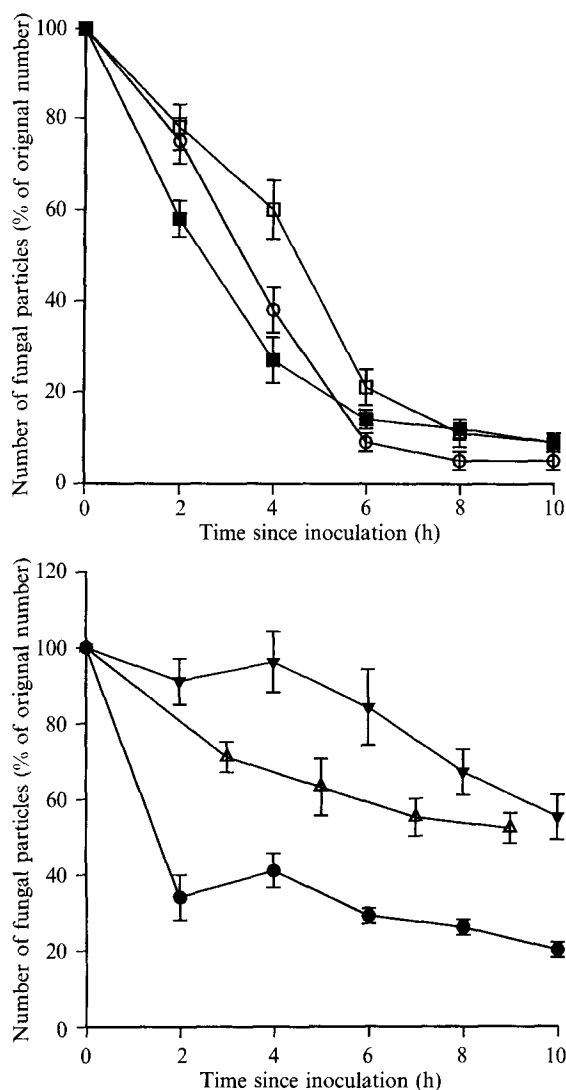 Number of fungal particles (% of original number)
100
80
60
40
20
0
0 2 4 6 8 10
Time since inoculation (h)
Number of fungal particles (% of original number)
120
100
80
60
40
20
0
0 2 4 6 8 10
Time since inoculation (h)